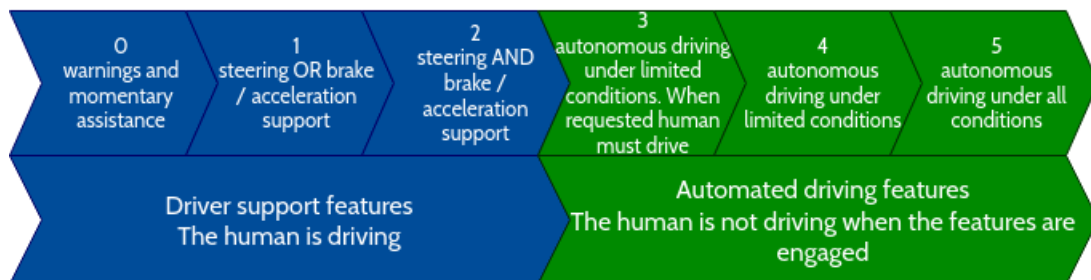 0
warnings and
momentary
assistance
1
steering OR brake
/ acceleration
support
2
steering AND
brake /
acceleration
support
3
autonomous driving
under limited
conditions. When
requested human
must drive
4
autonomous
driving under
limited conditions
5
autonomous
driving under all
conditions
Driver support features
The human is driving
Automated driving features
The human is not driving when the features are
engaged